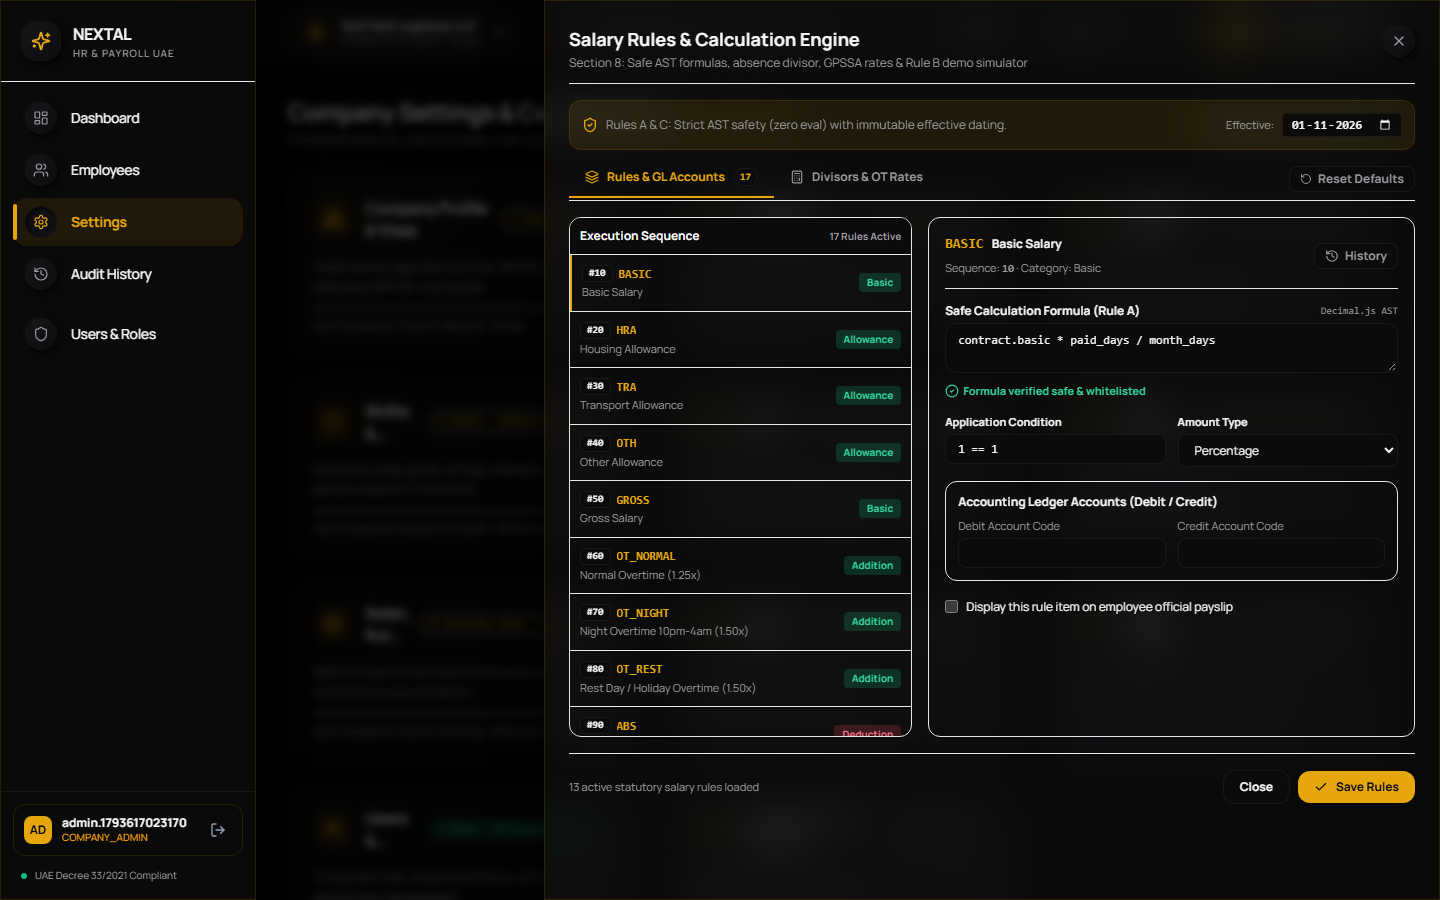 NEXTAL
HR & PAYROLL UAE
Dashboard
Employees
Settings
Audit History
Users & Roles
AD
admin.1793617023170
COMPANY_ADMIN
UAE Decree 33/2021 Compliant
Company Settings & Co
Company Profile
Salary Rules & Calculation Engine
Section 8: Safe AST formulas, absence divisor, GPSSA rates & Rule B demo simulator
Rules A & C: Strict AST safety (zero eval) with immutable effective dating.
Effective: 01-11-2026
Rules & GL Accounts 17
Divisors & OT Rates
Reset Defaults
Execution Sequence
17 Rules Active
#10 BASIC
Basic Salary
Basic
#20 HRA
Housing Allowance
Allowance
#30 TRA
Transport Allowance
Allowance
#40 OTH
Other Allowance
Allowance
#50 GROSS
Gross Salary
Basic
#60 OT_NORMAL
Normal Overtime (1.25x)
Addition
#70 OT_NIGHT
Night Overtime 10pm-4am (1.50x)
Addition
#80 OT_REST
Rest Day / Holiday Overtime (1.50x)
Addition
#90 ABS
Deduction
BASIC Basic Salary
Sequence: 10 · Category: Basic
History
Safe Calculation Formula (Rule A)
Decimal.js AST
contract.basic * paid_days / month_days
Formula verified safe & whitelisted
Application Condition
1 == 1
Amount Type
Percentage
Accounting Ledger Accounts (Debit / Credit)
Debit Account Code
Credit Account Code
Display this rule item on employee official payslip
13 active statutory salary rules loaded
Close
Save Rules